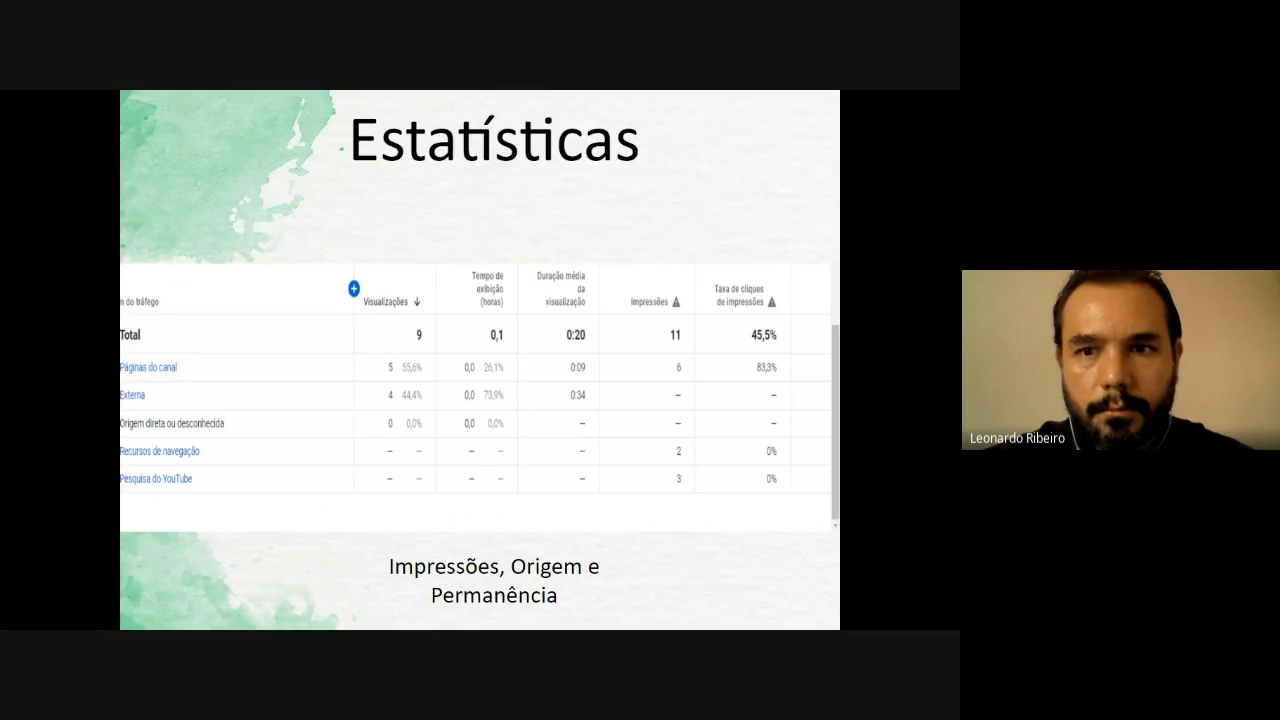 Estatísticas
m do tráfego
Visualizações
Tempo de
exibição
(horas)
Duração média
da
visualização
Impressões
Taxa de cliques
de impressões
Total 9 0,1 0:20 11 45,5%
Páginas do canal 5 55,6% 0,0 26,1% 0:09 6 83,3%
Externa 4 44,4% 0,0 73,9% 0:34 – –
Origem direta ou desconhecida 0 0,0% 0,0 0,0% – – –
Recursos de navegação – – – – – 2 0%
Pesquisa do YouTube – – – – – 3 0%
Impressões, Origem e
Permanência
Leonardo Ribeiro